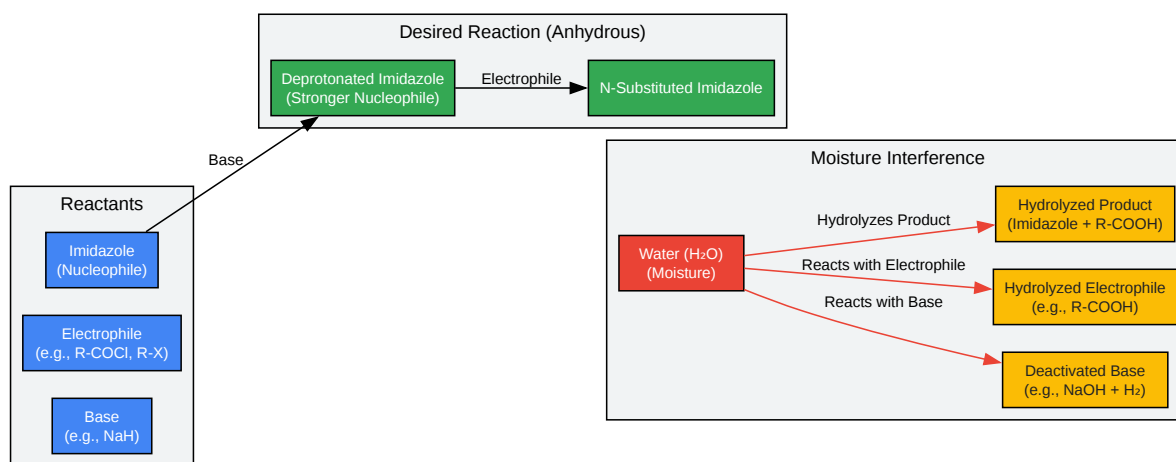 Desired Reaction (Anhydrous)
Deprotonated Imidazole
(Stronger Nucleophile)
Electrophile
N-Substituted Imidazole
Base
Reactants
Imidazole
(Nucleophile)
Electrophile
(e.g., R-COCl, R-X)
Base
(e.g., NaH)
Moisture Interference
Water (H₂O)
(Moisture)
Hydrolyzes Product
Reacts with Electrophile
Reacts with Base
Hydrolyzed Product
(Imidazole + R-COOH)
Hydrolyzed Electrophile
(e.g., R-COOH)
Deactivated Base
(e.g., NaOH + H₂)